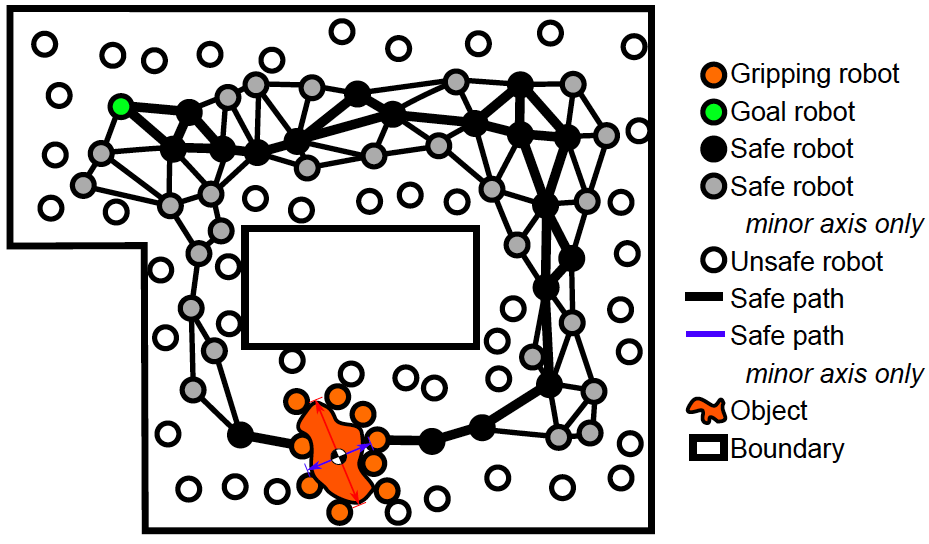 Gripping robot
Goal robot
Safe robot
Safe robot
minor axis only
Unsafe robot
Safe path
Safe path
minor axis only
Object
Boundary